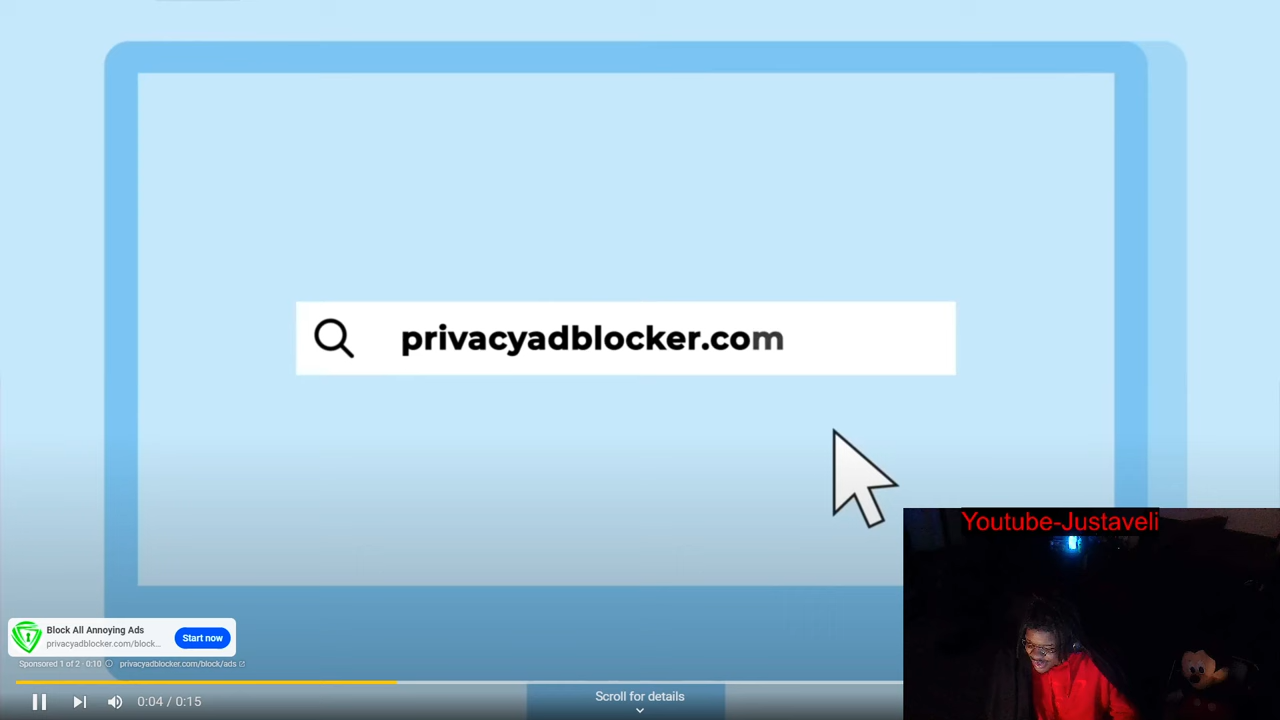 privacyadblocker.com
Youtube-Justaveli
Block All Annoying Ads
privacyadblocker.com/block...
Start now
Sponsored 1 of 2 · 0:10
privacyadblocker.com/block/ads
0:04 / 0:15
Scroll for details